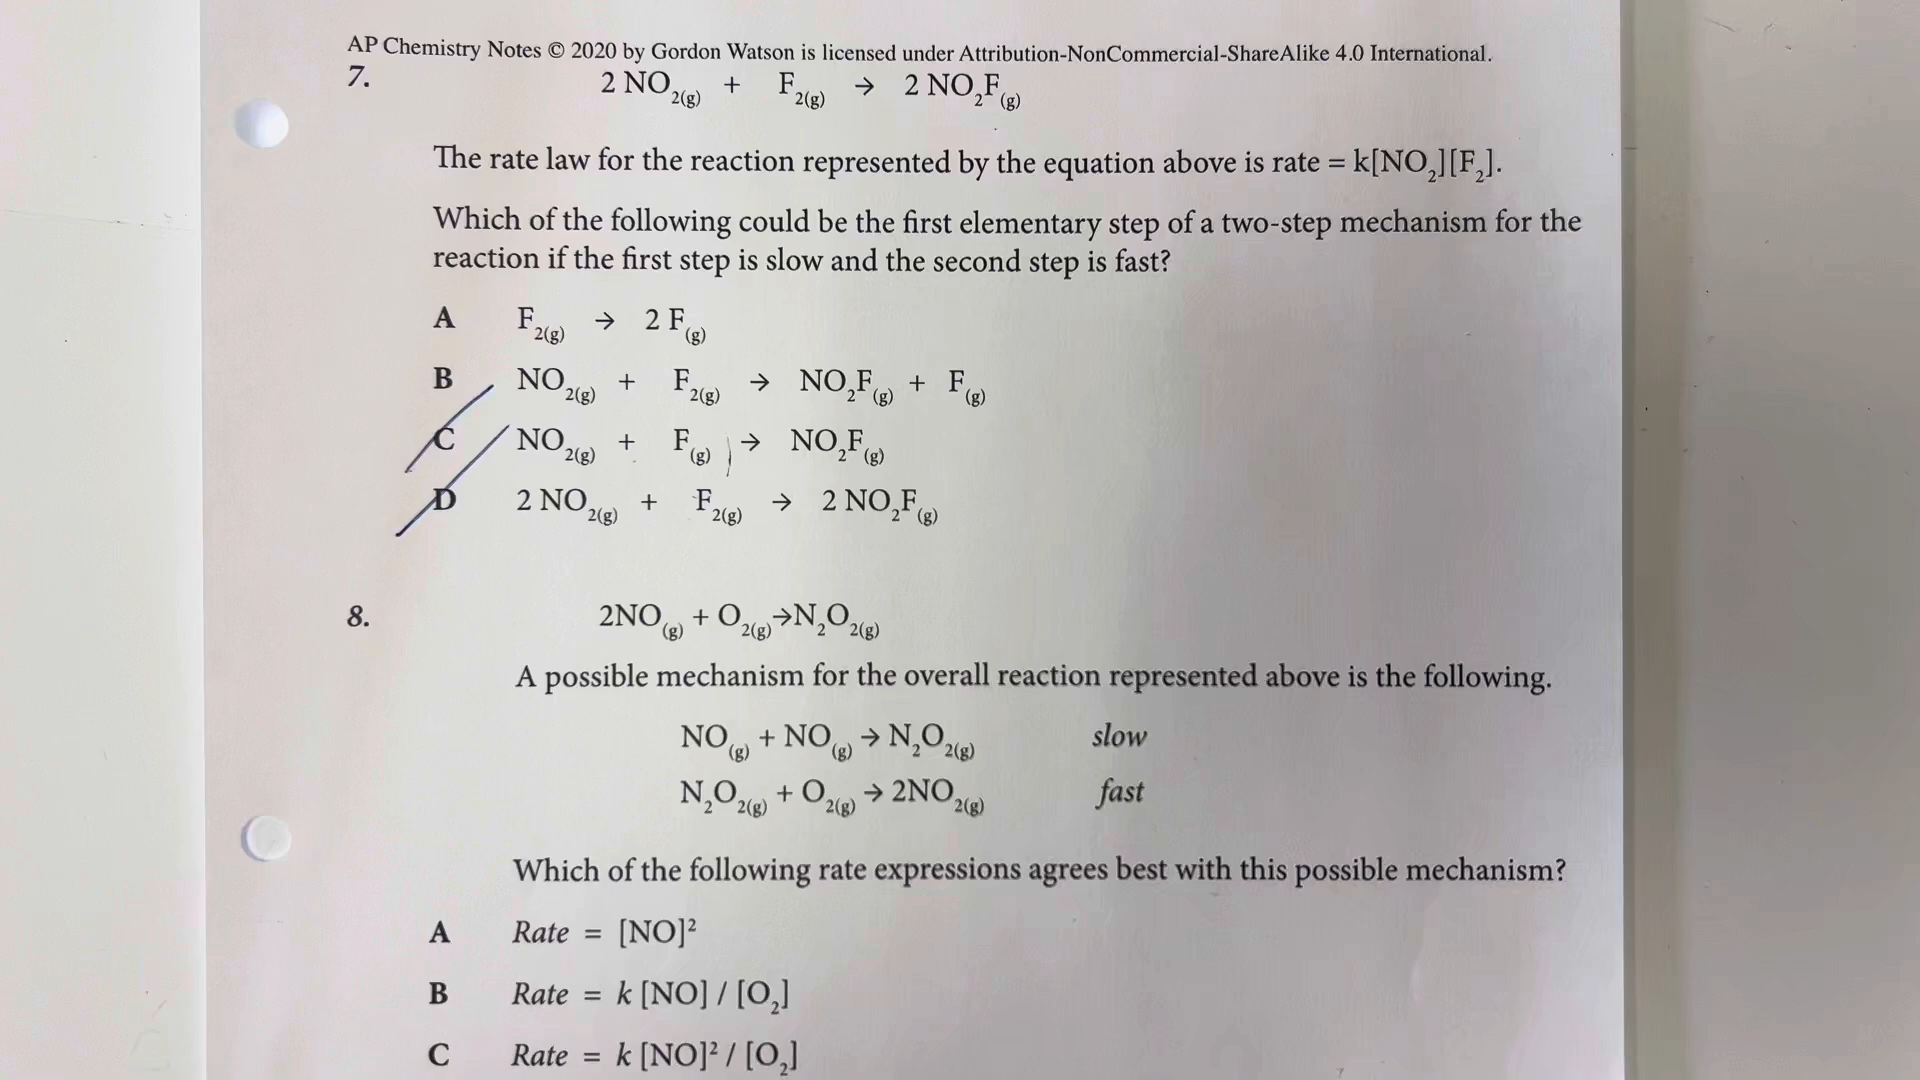 AP Chemistry Notes © 2020 by Gordon Watson is licensed under Attribution-NonCommercial-ShareAlike 4.0 International.
7. 2 NO₂(g) + F₂(g) → 2 NO₂F(g)
The rate law for the reaction represented by the equation above is rate = k[NO₂][F₂].
Which of the following could be the first elementary step of a two-step mechanism for the
reaction if the first step is slow and the second step is fast?
A F₂(g) → 2 F(g)
B NO₂(g) + F₂(g) → NO₂F(g) + F(g)
C NO₂(g) + F(g) → NO₂F(g)
D 2 NO₂(g) + F₂(g) → 2 NO₂F(g)
8. 2NO(g) + O₂(g)→N₂O₂(g)
A possible mechanism for the overall reaction represented above is the following.
NO(g) + NO(g) → N₂O₂(g) slow
N₂O₂(g) + O₂(g) → 2NO₂(g) fast
Which of the following rate expressions agrees best with this possible mechanism?
A Rate = [NO]²
B Rate = k [NO] / [O₂]
C Rate = k [NO]² / [O₂]